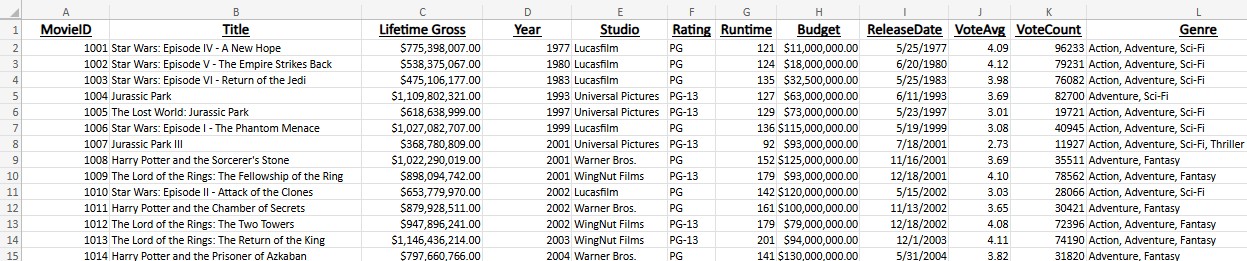 A B C D E F G H I J K L
1 MovieID Title Lifetime Gross Year Studio Rating Runtime Budget ReleaseDate VoteAvg VoteCount Genre
2 1001 Star Wars: Episode IV - A New Hope $775,398,007.00 1977 Lucasfilm PG 121 $11,000,000.00 5/25/1977 4.09 96233 Action, Adventure, Sci-Fi
3 1002 Star Wars: Episode V - The Empire Strikes Back $538,375,067.00 1980 Lucasfilm PG 124 $18,000,000.00 6/20/1980 4.12 79231 Action, Adventure, Sci-Fi
4 1003 Star Wars: Episode VI - Return of the Jedi $475,106,177.00 1983 Lucasfilm PG 135 $32,500,000.00 5/25/1983 3.98 76082 Action, Adventure, Sci-Fi
5 1004 Jurassic Park $1,109,802,321.00 1993 Universal Pictures PG-13 127 $63,000,000.00 6/11/1993 3.69 82700 Adventure, Sci-Fi
6 1005 The Lost World: Jurassic Park $618,638,999.00 1997 Universal Pictures PG-13 129 $73,000,000.00 5/23/1997 3.01 19721 Action, Adventure, Sci-Fi
7 1006 Star Wars: Episode I - The Phantom Menace $1,027,082,707.00 1999 Lucasfilm PG 136 $115,000,000.00 5/19/1999 3.08 40945 Action, Adventure, Sci-Fi
8 1007 Jurassic Park III $368,780,809.00 2001 Universal Pictures PG-13 92 $93,000,000.00 7/18/2001 2.73 11927 Action, Adventure, Sci-Fi, Thriller
9 1008 Harry Potter and the Sorcerer's Stone $1,022,290,019.00 2001 Warner Bros. PG 152 $125,000,000.00 11/16/2001 3.69 35511 Adventure, Fantasy
10 1009 The Lord of the Rings: The Fellowship of the Ring $898,094,742.00 2001 WingNut Films PG-13 179 $93,000,000.00 12/18/2001 4.10 78562 Action, Adventure, Fantasy
11 1010 Star Wars: Episode II - Attack of the Clones $653,779,970.00 2002 Lucasfilm PG 142 $120,000,000.00 5/15/2002 3.03 28066 Action, Adventure, Sci-Fi
12 1011 Harry Potter and the Chamber of Secrets $879,928,511.00 2002 Warner Bros. PG 161 $100,000,000.00 11/13/2002 3.65 30421 Adventure, Fantasy
13 1012 The Lord of the Rings: The Two Towers $947,896,241.00 2002 WingNut Films PG-13 179 $79,000,000.00 12/18/2002 4.08 72396 Action, Adventure, Fantasy
14 1013 The Lord of the Rings: The Return of the King $1,146,436,214.00 2003 WingNut Films PG-13 201 $94,000,000.00 12/1/2003 4.11 74190 Action, Adventure, Fantasy
15 1014 Harry Potter and the Prisoner of Azkaban $797,660,766.00 2004 Warner Bros. PG 141 $130,000,000.00 5/31/2004 3.82 31820 Adventure, Fantasy